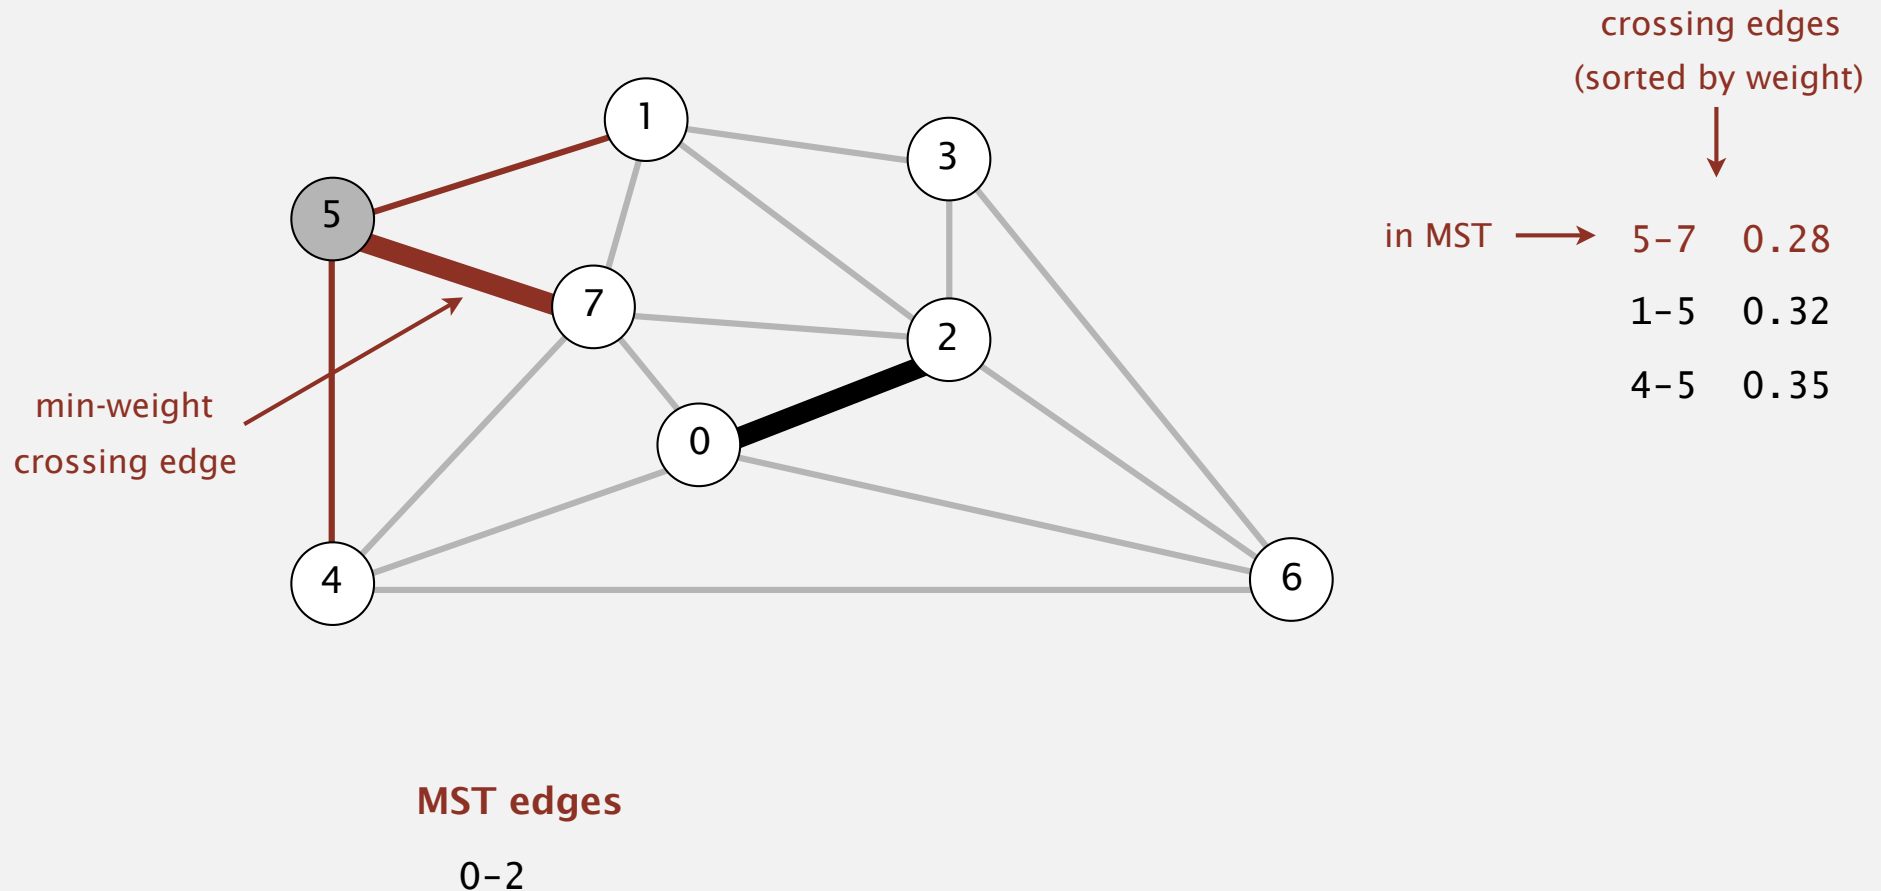 crossing edges
(sorted by weight)
1
3
5
in MST
5-7 0.28
7
1-5 0.32
2
4-5 0.35
min-weight
crossing edge
0
4
6
MST edges
0-2